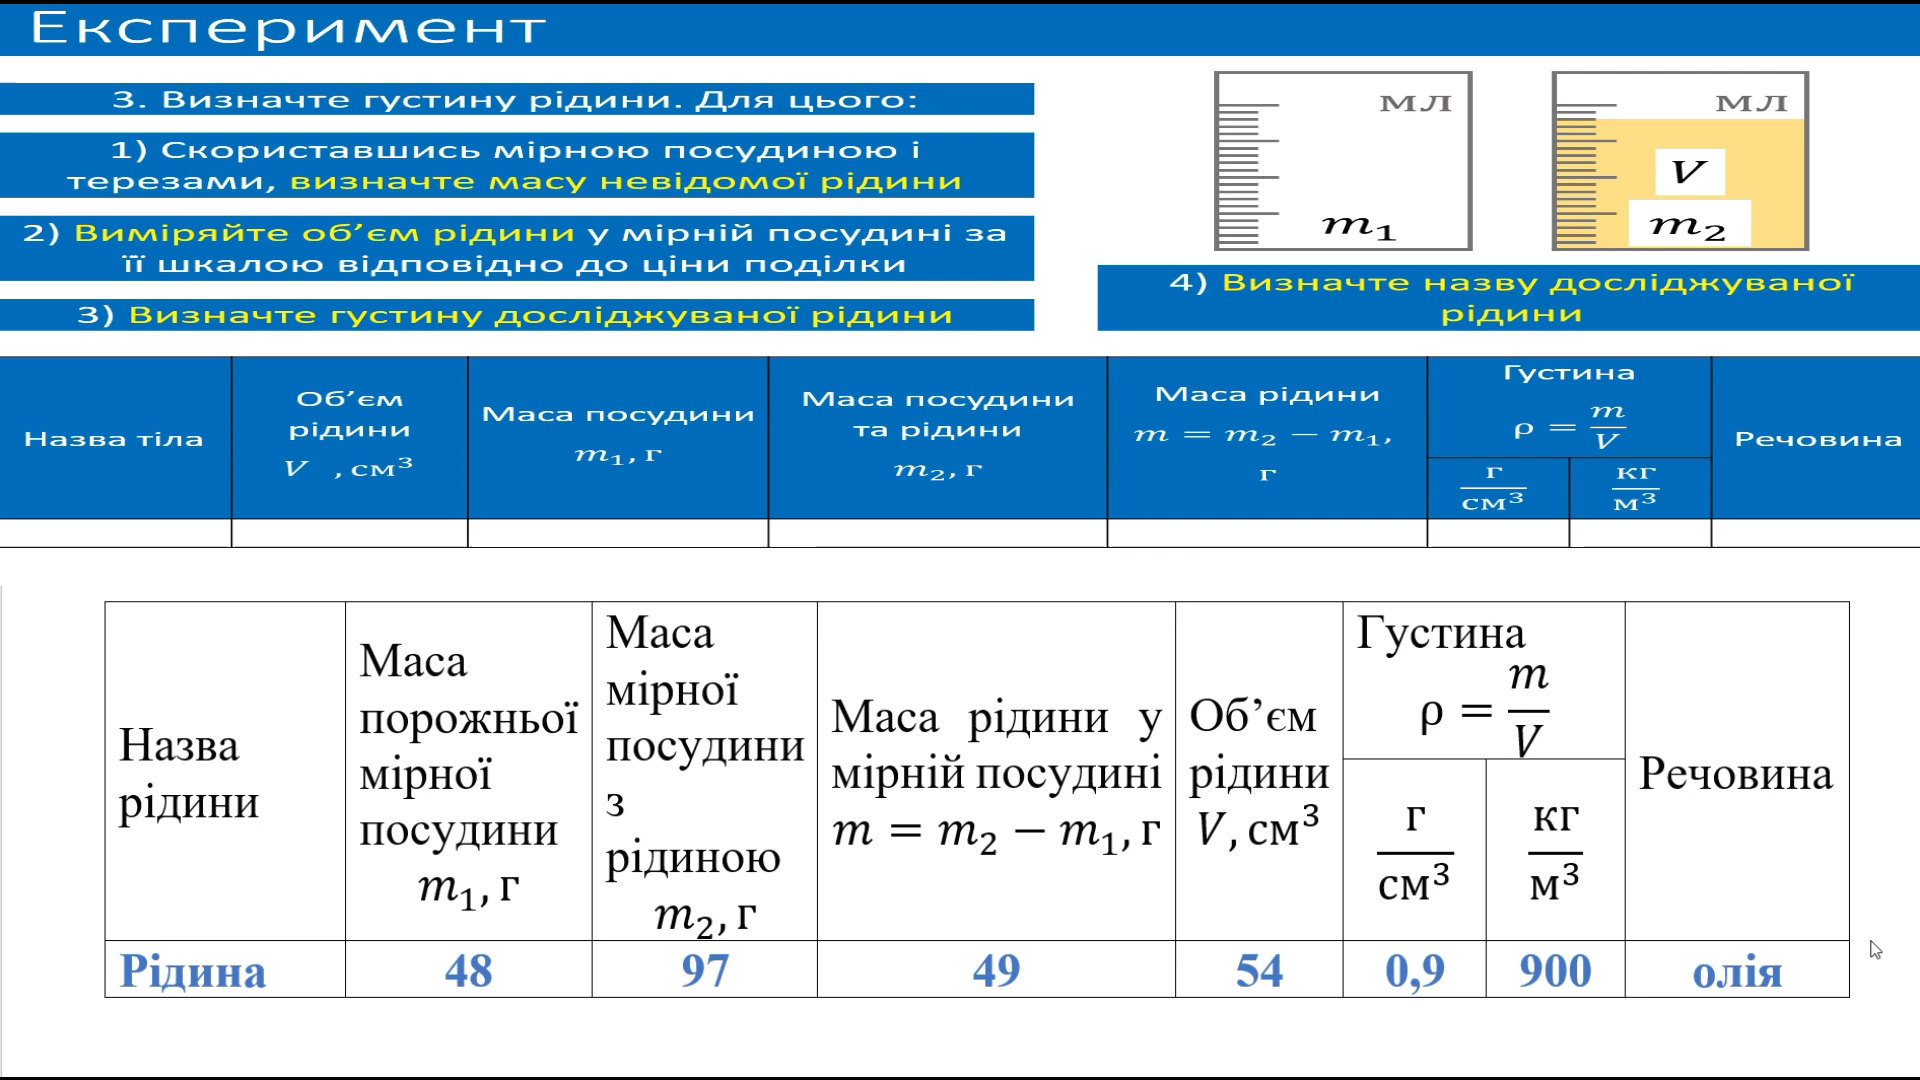 Експеримент
3. Визначте густину рідини. Для цього:
1) Скориставшись мірною посудиною і
терезами, визначте масу невідомої рідини
2) Виміряйте об’єм рідини у мірній посудині за
її шкалою відповідно до ціни поділки
3) Визначте густину досліджуваної рідини
мл
m₁
мл
V
m₂
4) Визначте назву досліджуваної
рідини
Назва тіла
Об’єм
рідини
V , см³
Маса посудини
m₁, г
Маса посудини
та рідини
m₂, г
Маса рідини
m = m₂ − m₁,
г
Густина
ρ = m/V
г/см³
кг/м³
Речовина
Назва
рідини
Маса
порожньої
мірної
посудини
m₁, г
Маса
мірної
посудини
з
рідиною
m₂, г
Маса рідини у
мірній посудині
m = m₂ − m₁, г
Об’єм
рідини
V, см³
Густина
ρ = m/V
г/см³
кг/м³
Речовина
Рідина 48 97 49 54 0,9 900 олія